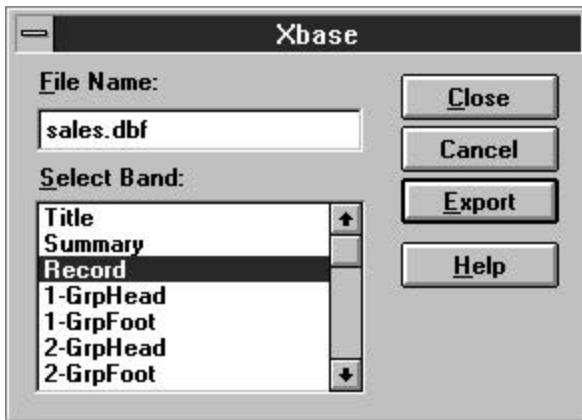 Xbase
File Name:
sales.dbf
Select Band:
Title
Summary
Record
1-GrpHead
1-GrpFoot
2-GrpHead
2-GrpFoot
Close
Cancel
Export
Help